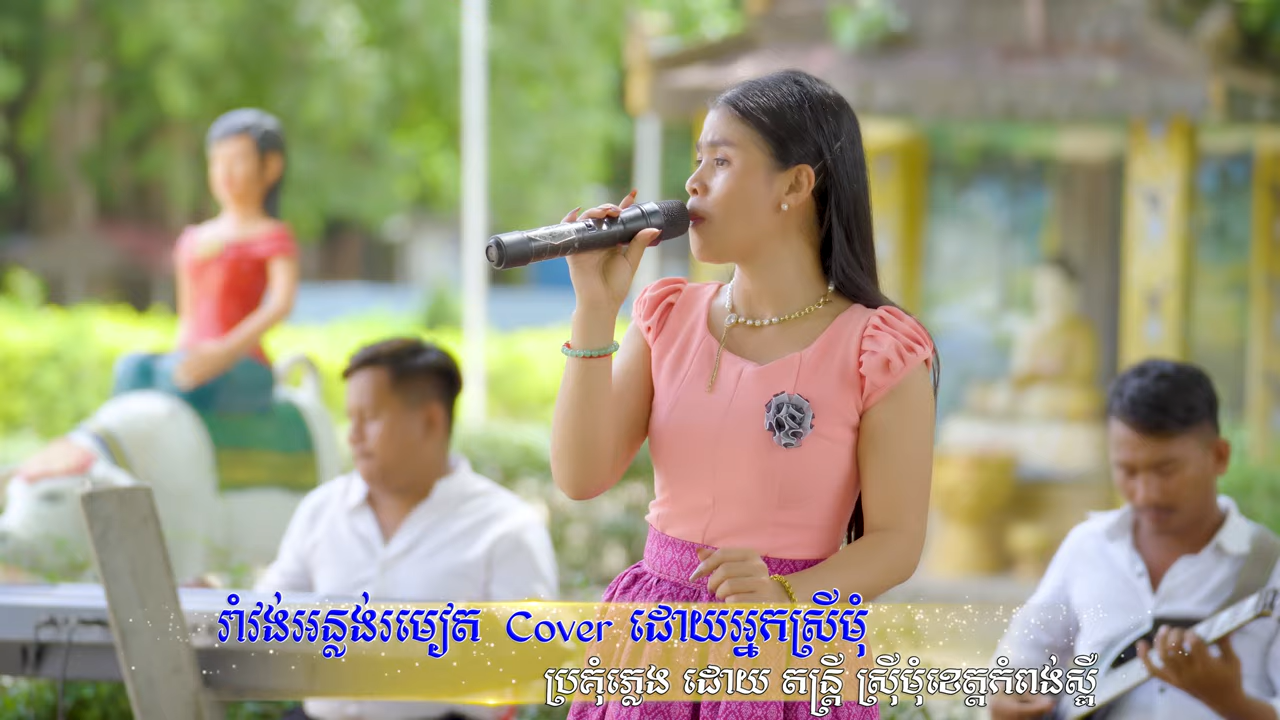 រាំវង់អន្លង់រមៀត Cover ដោយអ្នកស្រីមុំ
ប្រគុំភ្លេង ដោយ តន្ត្រី ស្រីមុំខេត្តកំពង់ស្ពឺ